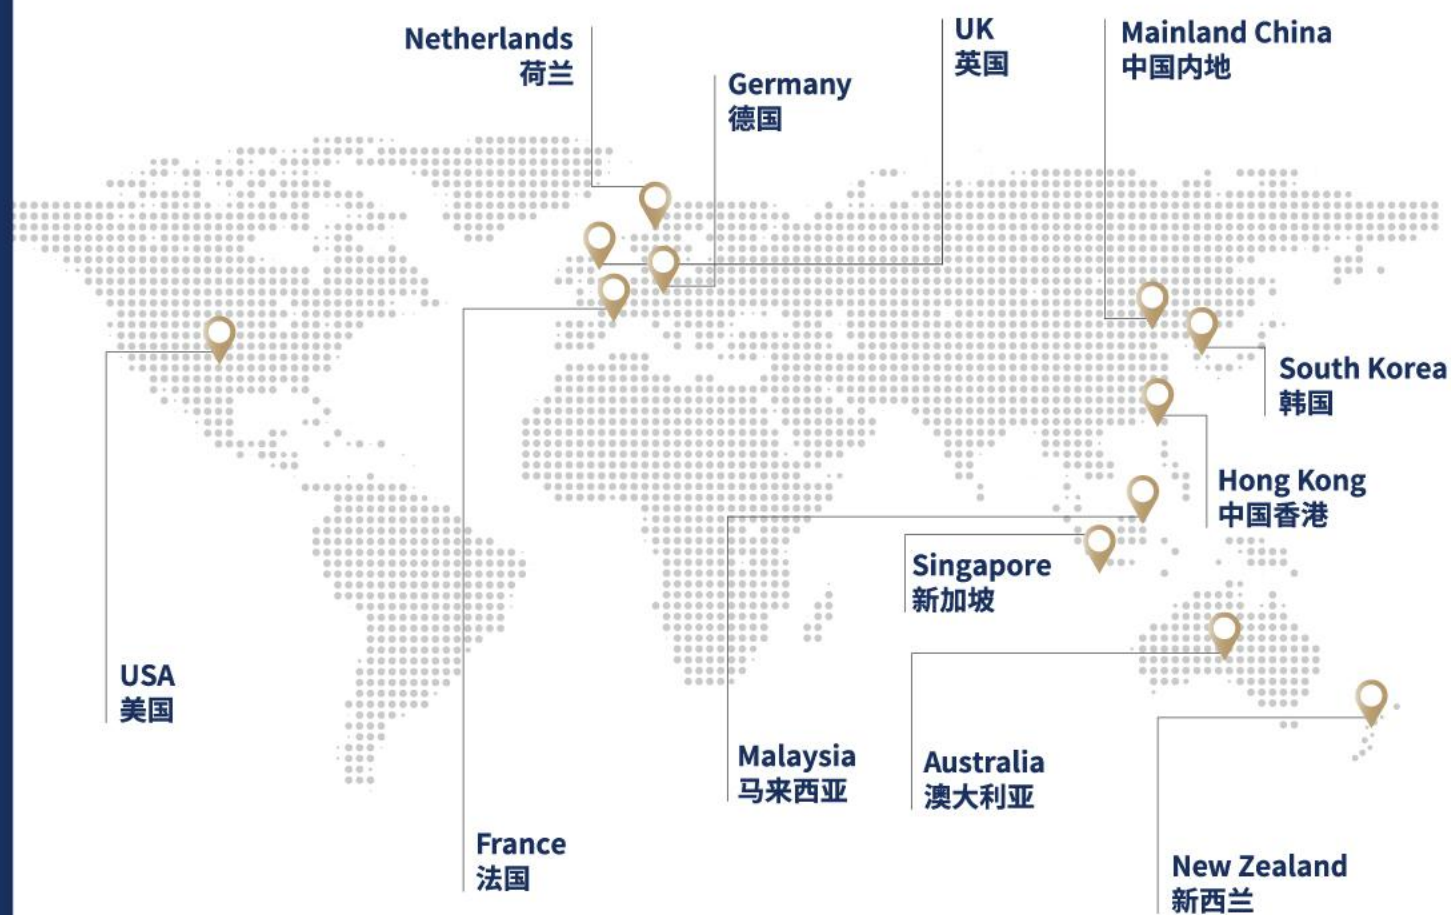 Netherlands
荷兰
Germany
德国
UK
英国
Mainland China
中国内地
South Korea
韩国
Hong Kong
中国香港
Singapore
新加坡
USA
美国
Malaysia
马来西亚
Australia
澳大利亚
France
法国
New Zealand
新西兰